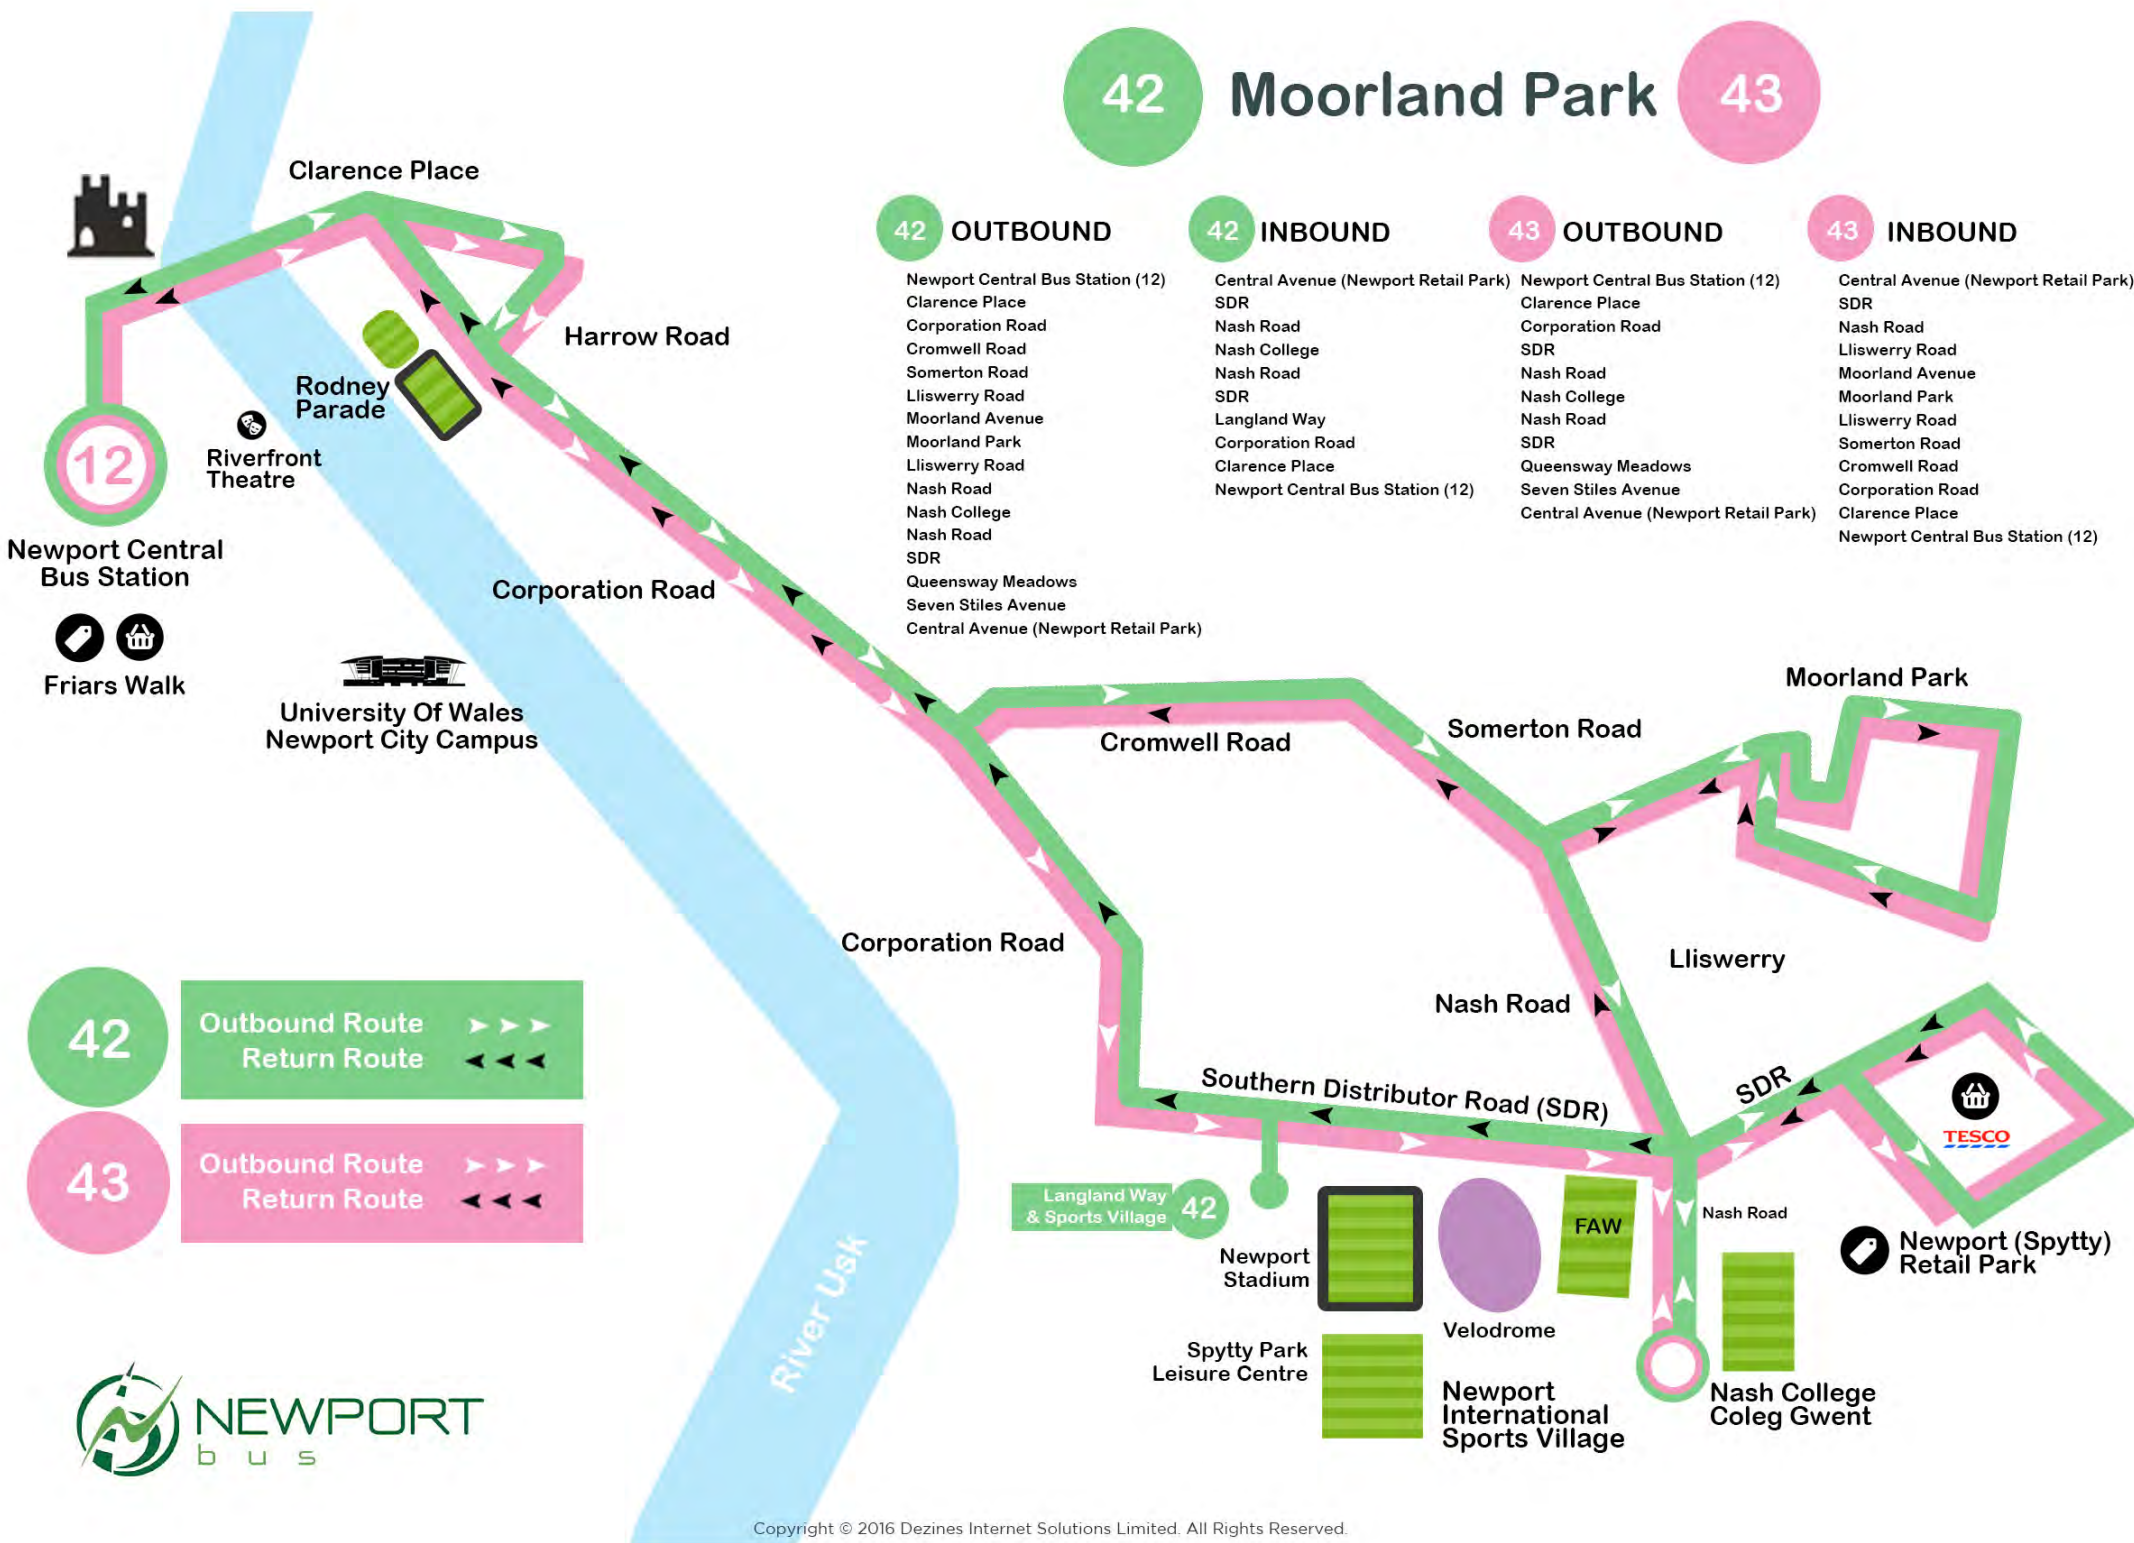 42 Moorland Park 43
42 OUTBOUND
Newport Central Bus Station (12)
Clarence Place
Corporation Road
Cromwell Road
Somerton Road
Lliswerry Road
Moorland Avenue
Moorland Park
Lliswerry Road
Nash Road
Nash College
Nash Road
SDR
Queensway Meadows
Seven Stiles Avenue
Central Avenue (Newport Retail Park)
42 INBOUND
Central Avenue (Newport Retail Park)
SDR
Nash Road
Nash College
Nash Road
SDR
Langland Way
Corporation Road
Clarence Place
Newport Central Bus Station (12)
43 OUTBOUND
Newport Central Bus Station (12)
Clarence Place
Corporation Road
SDR
Nash Road
Nash College
Nash Road
SDR
Queensway Meadows
Seven Stiles Avenue
Central Avenue (Newport Retail Park)
43 INBOUND
Central Avenue (Newport Retail Park)
SDR
Nash Road
Lliswerry Road
Moorland Avenue
Moorland Park
Lliswerry Road
Somerton Road
Cromwell Road
Corporation Road
Clarence Place
Newport Central Bus Station (12)
Clarence Place
Harrow Road
Rodney
Parade
12
Riverfront
Theatre
Newport Central
Bus Station
Friars Walk
Corporation Road
University Of Wales
Newport City Campus
Cromwell Road
Somerton Road
Moorland Park
Corporation Road
Lliswerry
Nash Road
Southern Distributor Road (SDR)
SDR
TESCO
Langland Way
& Sports Village
42
Newport
Stadium
FAW
Nash Road
Newport (Spytty)
Retail Park
Velodrome
Spytty Park
Leisure Centre
Newport
International
Sports Village
Nash College
Coleg Gwent
River Usk
42
Outbound Route
Return Route
43
Outbound Route
Return Route
NEWPORT
bus
Copyright © 2016 Dezines Internet Solutions Limited. All Rights Reserved.